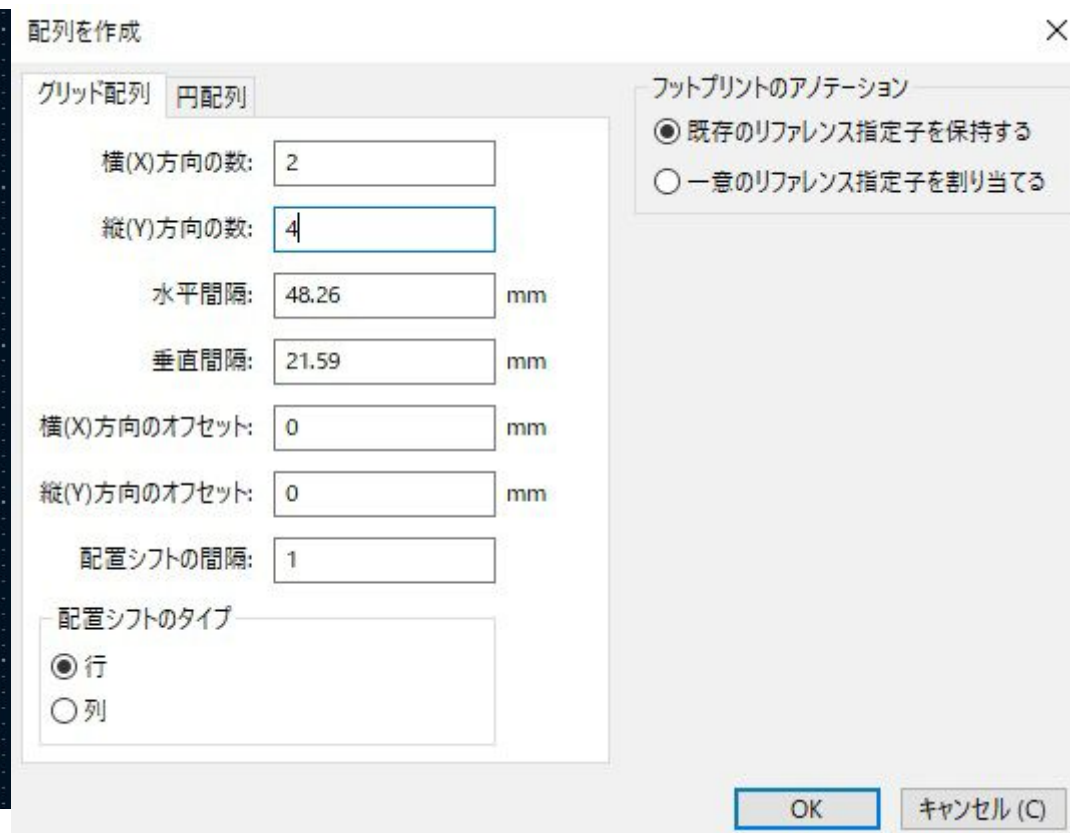 配列を作成
グリッド配列 円配列
横(X)方向の数: 2
縦(Y)方向の数: 4
水平間隔: 48.26 mm
垂直間隔: 21.59 mm
横(X)方向のオフセット: 0 mm
縦(Y)方向のオフセット: 0 mm
配置シフトの間隔: 1
配置シフトのタイプ
行
列
フットプリントのアノテーション
既存のリファレンス指定子を保持する
一意のリファレンス指定子を割り当てる
OK キャンセル (C)